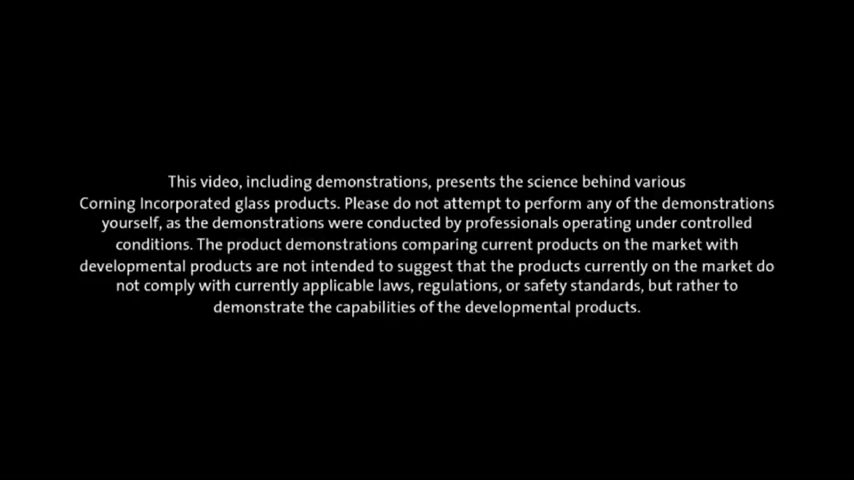 This video, including demonstrations, presents the science behind various
Corning Incorporated glass products. Please do not attempt to perform any of the demonstrations
yourself, as the demonstrations were conducted by professionals operating under controlled
conditions. The product demonstrations comparing current products on the market with
developmental products are not intended to suggest that the products currently on the market do
not comply with currently applicable laws, regulations, or safety standards, but rather to
demonstrate the capabilities of the developmental products.